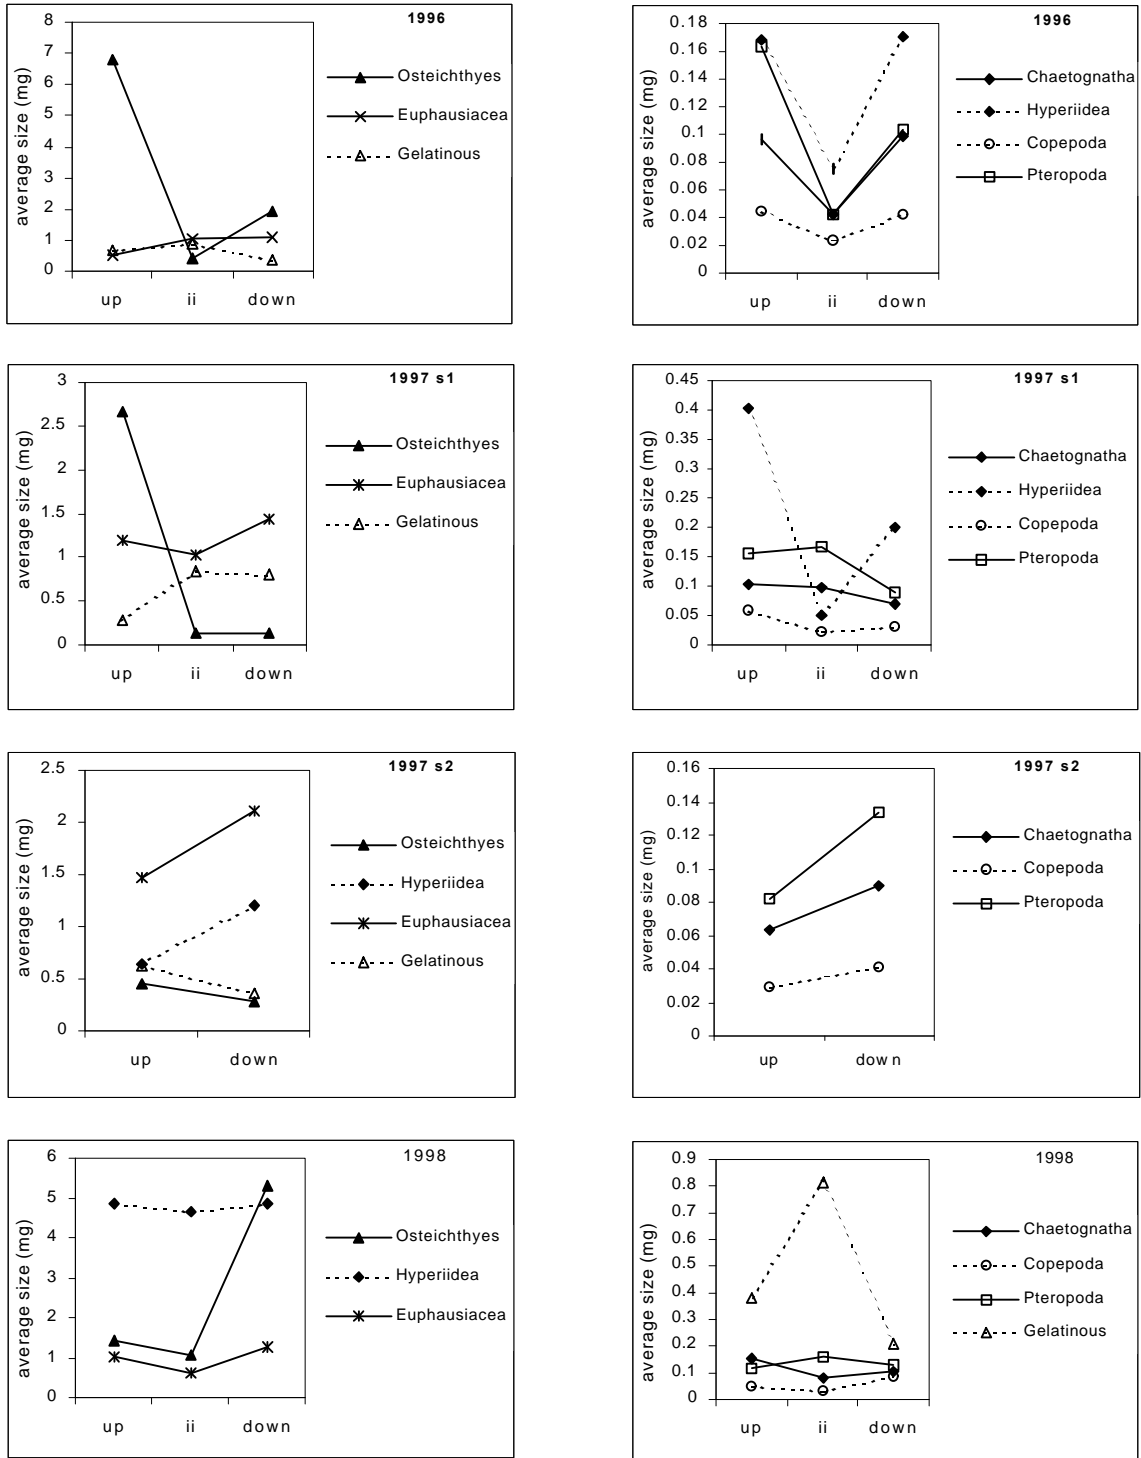 1996
average size (mg)
8
7
6
5
4
3
2
1
0
up ii down
Osteichthyes
Euphausiacea
Gelatinous
1996
average size (mg)
0.18
0.16
0.14
0.12
0.1
0.08
0.06
0.04
0.02
0
up ii down
Chaetognatha
Hyperiidea
Copepoda
Pteropoda
1997 s1
average size (mg)
3
2.5
2
1.5
1
0.5
0
up ii down
Osteichthyes
Euphausiacea
Gelatinous
1997 s1
average size (mg)
0.45
0.4
0.35
0.3
0.25
0.2
0.15
0.1
0.05
0
up ii down
Chaetognatha
Hyperiidea
Copepoda
Pteropoda
1997 s2
average size (mg)
2.5
2
1.5
1
0.5
0
up down
Osteichthyes
Hyperiidea
Euphausiacea
Gelatinous
1997 s2
average size (mg)
0.16
0.14
0.12
0.1
0.08
0.06
0.04
0.02
0
up down
Chaetognatha
Copepoda
Pteropoda
1998
average size (mg)
6
5
4
3
2
1
0
up ii down
Osteichthyes
Hyperiidea
Euphausiacea
1998
average size (mg)
0.9
0.8
0.7
0.6
0.5
0.4
0.3
0.2
0.1
0
up ii down
Chaetognatha
Copepoda
Pteropoda
Gelatinous